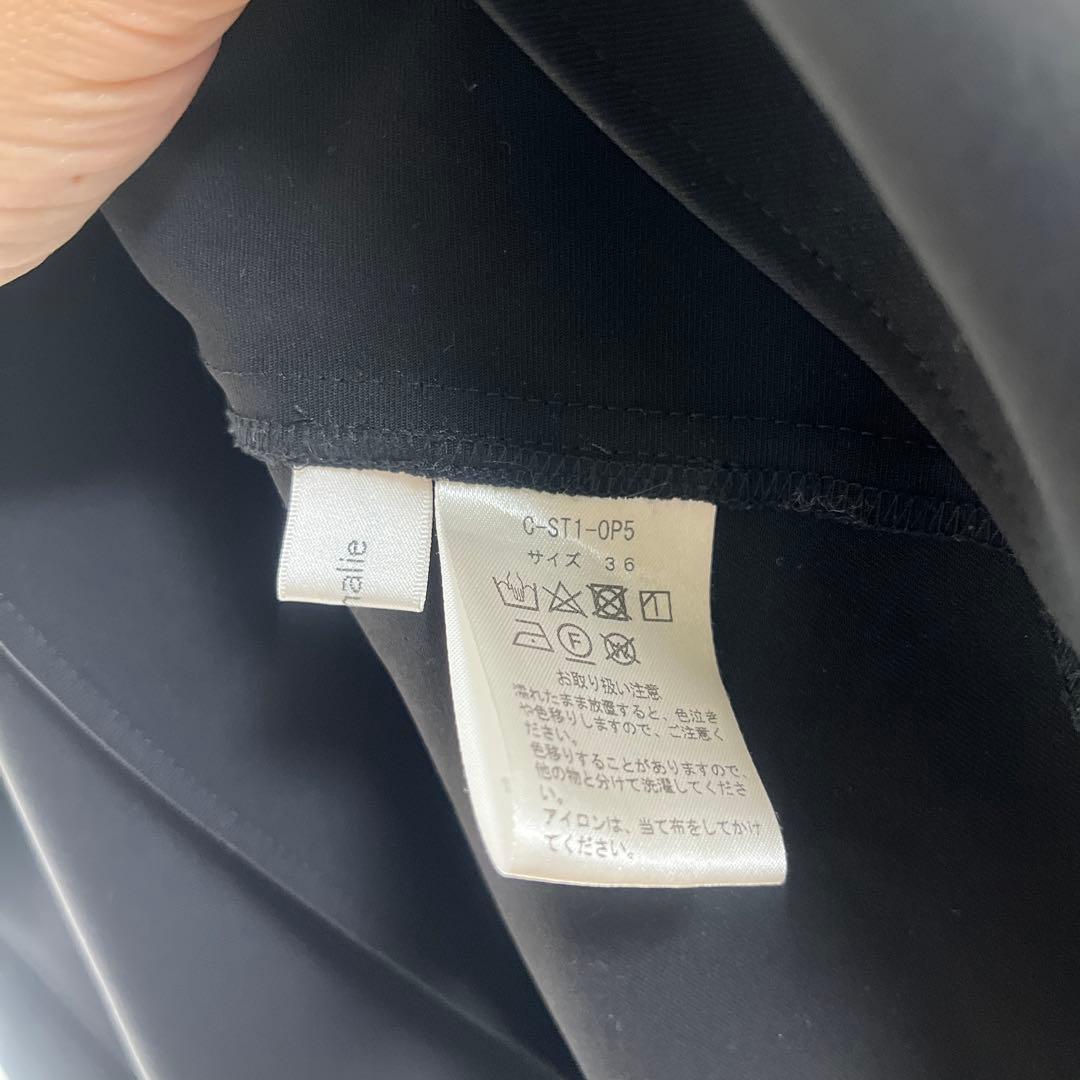 nalie
C-ST1-OP5
サイズ 36
F
お取り扱い注意
濡れたまま放置すると、色泣き
や色移りしますので、ご注意く
ださい。
色移りすることがありますので、
他の物と分けて洗濯してくださ
い。
アイロンは、当て布をしてかけ
てください。